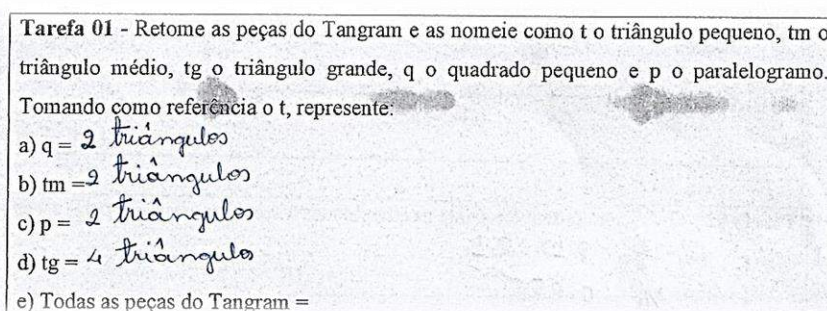 Tarefa 01 - Retome as peças do Tangram e as nomeie como t o triângulo pequeno, tm o
triângulo médio, tg o triângulo grande, q o quadrado pequeno e p o paralelogramo.
Tomando como referência o t, represente:
a) q = 2 triângulos
b) tm = 2 triângulos
c) p = 2 triângulos
d) tg = 4 triângulos
e) Todas as peças do Tangram =